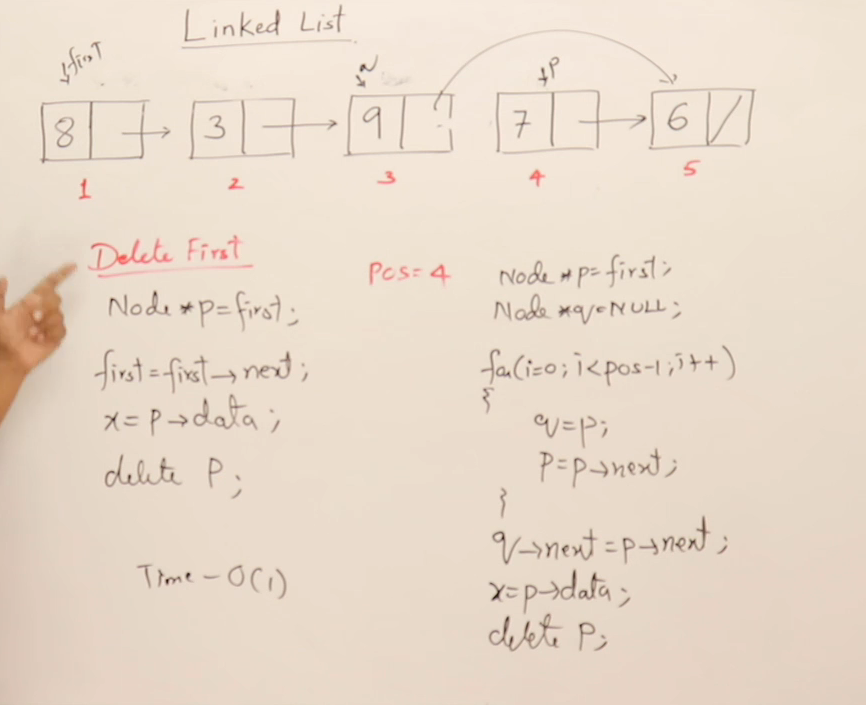 Linked List
first
q
P
8 3 9 7 6
1 2 3 4 5
Delete First
Node *p=first;
first=first→next;
x=p→data;
delete P;
Time - O(1)
Pos=4
Node *p=first;
Node *q=NULL;
for(i=0;i<pos-1;i++)
{
q=p;
P=p→next;
}
q→next=p→next;
x=p→data;
delete P;